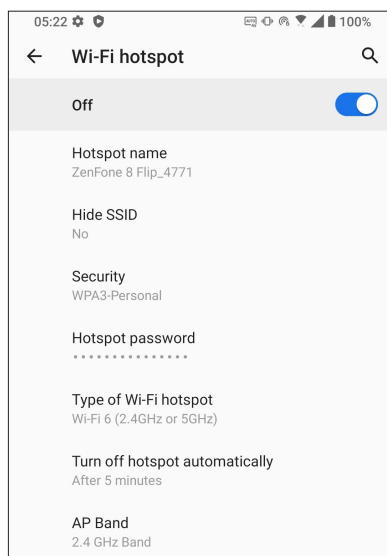 05:22 100%
Wi-Fi hotspot
Off
Hotspot name
ZenFone 8 Flip_4771
Hide SSID
No
Security
WPA3-Personal
Hotspot password
•••••••••••••••
Type of Wi-Fi hotspot
Wi-Fi 6 (2.4GHz or 5GHz)
Turn off hotspot automatically
After 5 minutes
AP Band
2.4 GHz Band